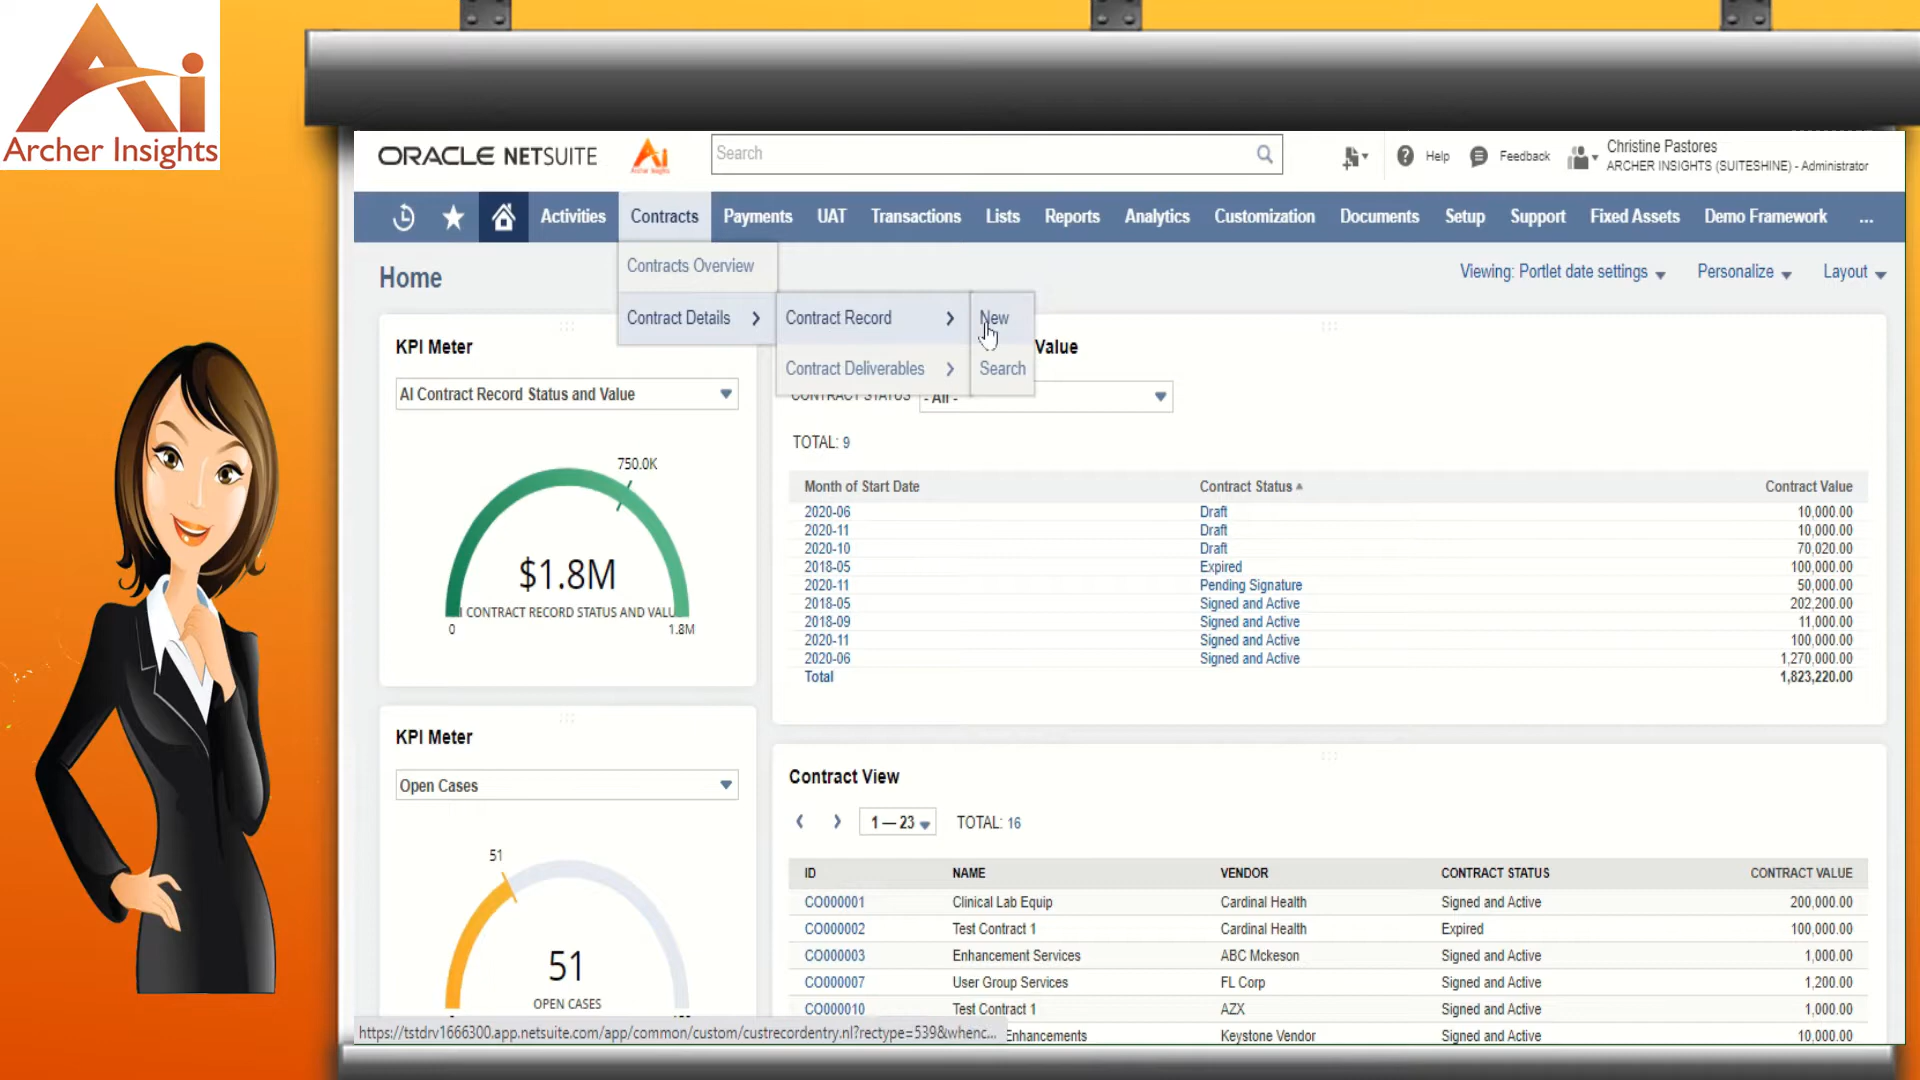 Ai
Archer Insights
ORACLE NETSUITE
Ai
Archer Insights
Search
Help
Feedback
Christine Pastores
ARCHER INSIGHTS (SUITESHINE) - Administrator
Activities Contracts Payments UAT Transactions Lists Reports Analytics Customization Documents Setup Support Fixed Assets Demo Framework ...
Home
Contracts Overview
Viewing: Portlet date settings
Personalize
Layout
Contract Details
Contract Record
New
Contract Deliverables
Search
KPI Meter
AI Contract Record Status and Value
750.0K
$1.8M
I CONTRACT RECORD STATUS AND VALU
0
1.8M
Value
CONTRACT STATUS
- All -
TOTAL: 9
Month of Start Date Contract Status Contract Value
2020-06 Draft 10,000.00
2020-11 Draft 10,000.00
2020-10 Draft 70,020.00
2018-05 Expired 100,000.00
2020-11 Pending Signature 50,000.00
2018-05 Signed and Active 202,200.00
2018-09 Signed and Active 11,000.00
2020-11 Signed and Active 100,000.00
2020-06 Signed and Active 1,270,000.00
Total 1,823,220.00
KPI Meter
Open Cases
51
51
OPEN CASES
Contract View
1 — 23
TOTAL: 16
ID NAME VENDOR CONTRACT STATUS CONTRACT VALUE
CO000001 Clinical Lab Equip Cardinal Health Signed and Active 200,000.00
CO000002 Test Contract 1 Cardinal Health Expired 100,000.00
CO000003 Enhancement Services ABC Mckeson Signed and Active 1,000.00
CO000007 User Group Services FL Corp Signed and Active 1,200.00
CO000010 Test Contract 1 AZX Signed and Active 1,000.00
Enhancements Keystone Vendor Signed and Active 10,000.00
https://tstdrv1666300.app.netsuite.com/app/common/custom/custrecordentry.nl?rectype=539&whenc...